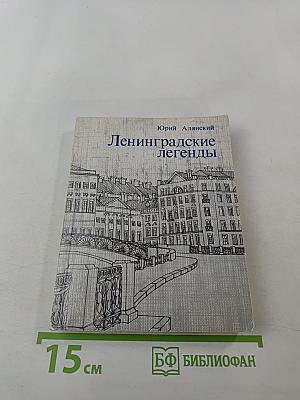 Юрий Алянский
Ленинградские
легенды
15 см
БФ БИБЛИОФАН